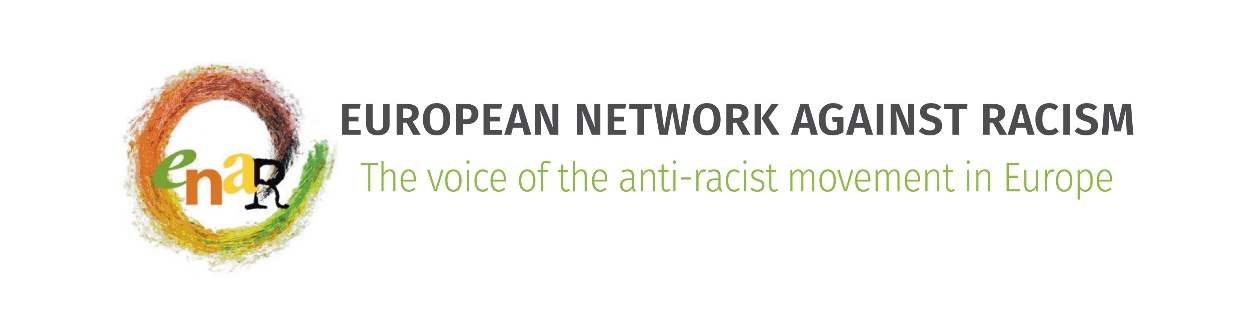 enaR
EUROPEAN NETWORK AGAINST RACISM
The voice of the anti-racist movement in Europe